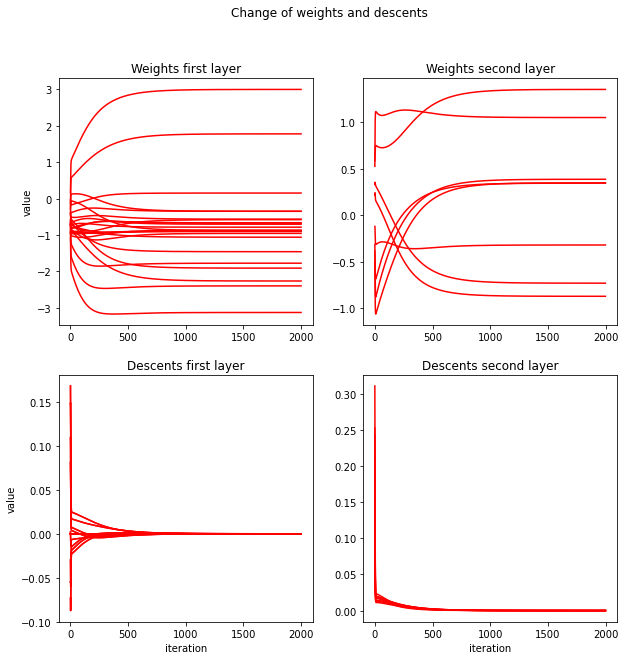 Change of weights and descents
Weights first layer
Weights second layer
value
3
2
1
0
−1
−2
−3
1.0
0.5
0.0
−0.5
−1.0
0 500 1000 1500 2000
0 500 1000 1500 2000
Descents first layer
Descents second layer
value
0.15
0.10
0.05
0.00
−0.05
−0.10
0.30
0.25
0.20
0.15
0.10
0.05
0.00
0 500 1000 1500 2000
0 500 1000 1500 2000
iteration
iteration